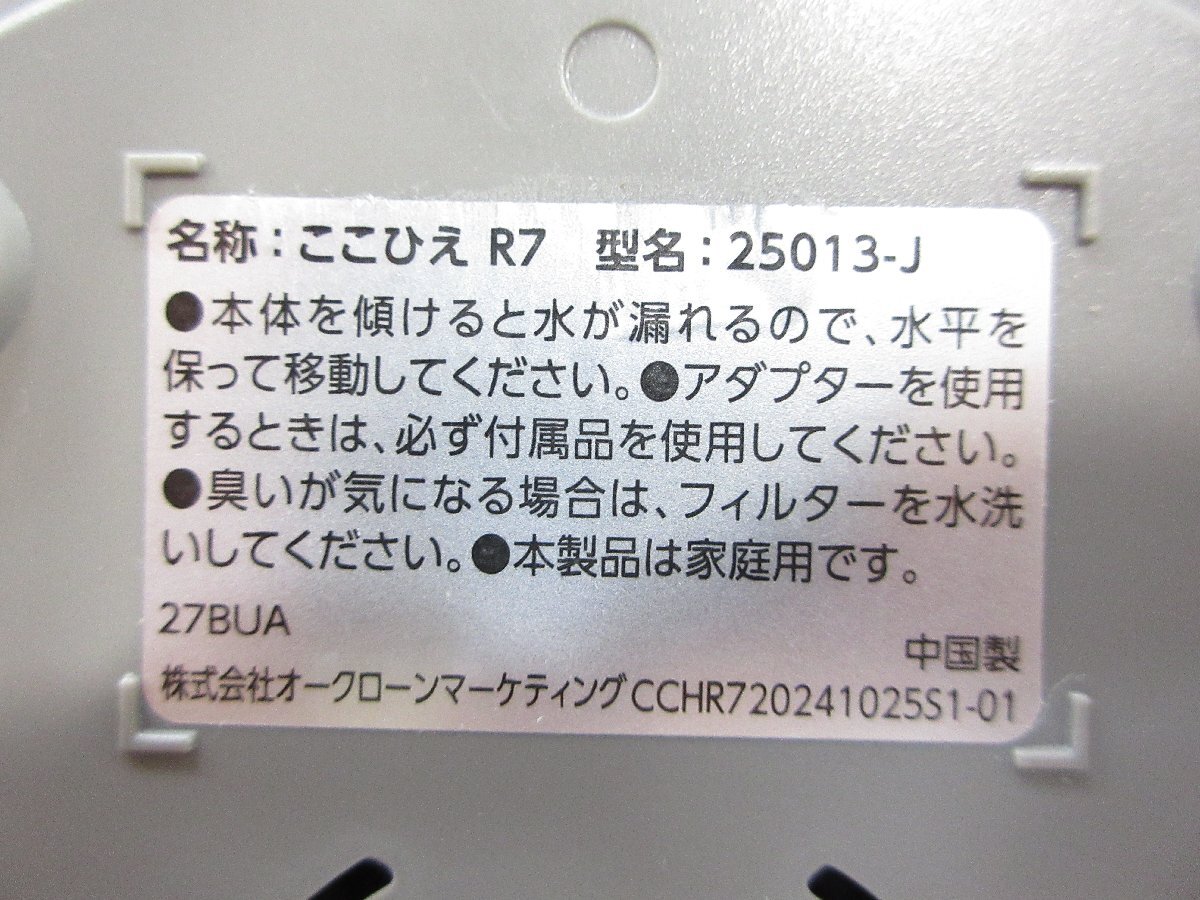 名称：ここひえ R7　型名：25013-J
●本体を傾けると水が漏れるので、水平を
保って移動してください。●アダプターを使用
するときは、必ず付属品を使用してください。
●臭いが気になる場合は、フィルターを水洗
いしてください。●本製品は家庭用です。
27BUA
中国製
株式会社オークローンマーケティング CCHR720241025S1-01